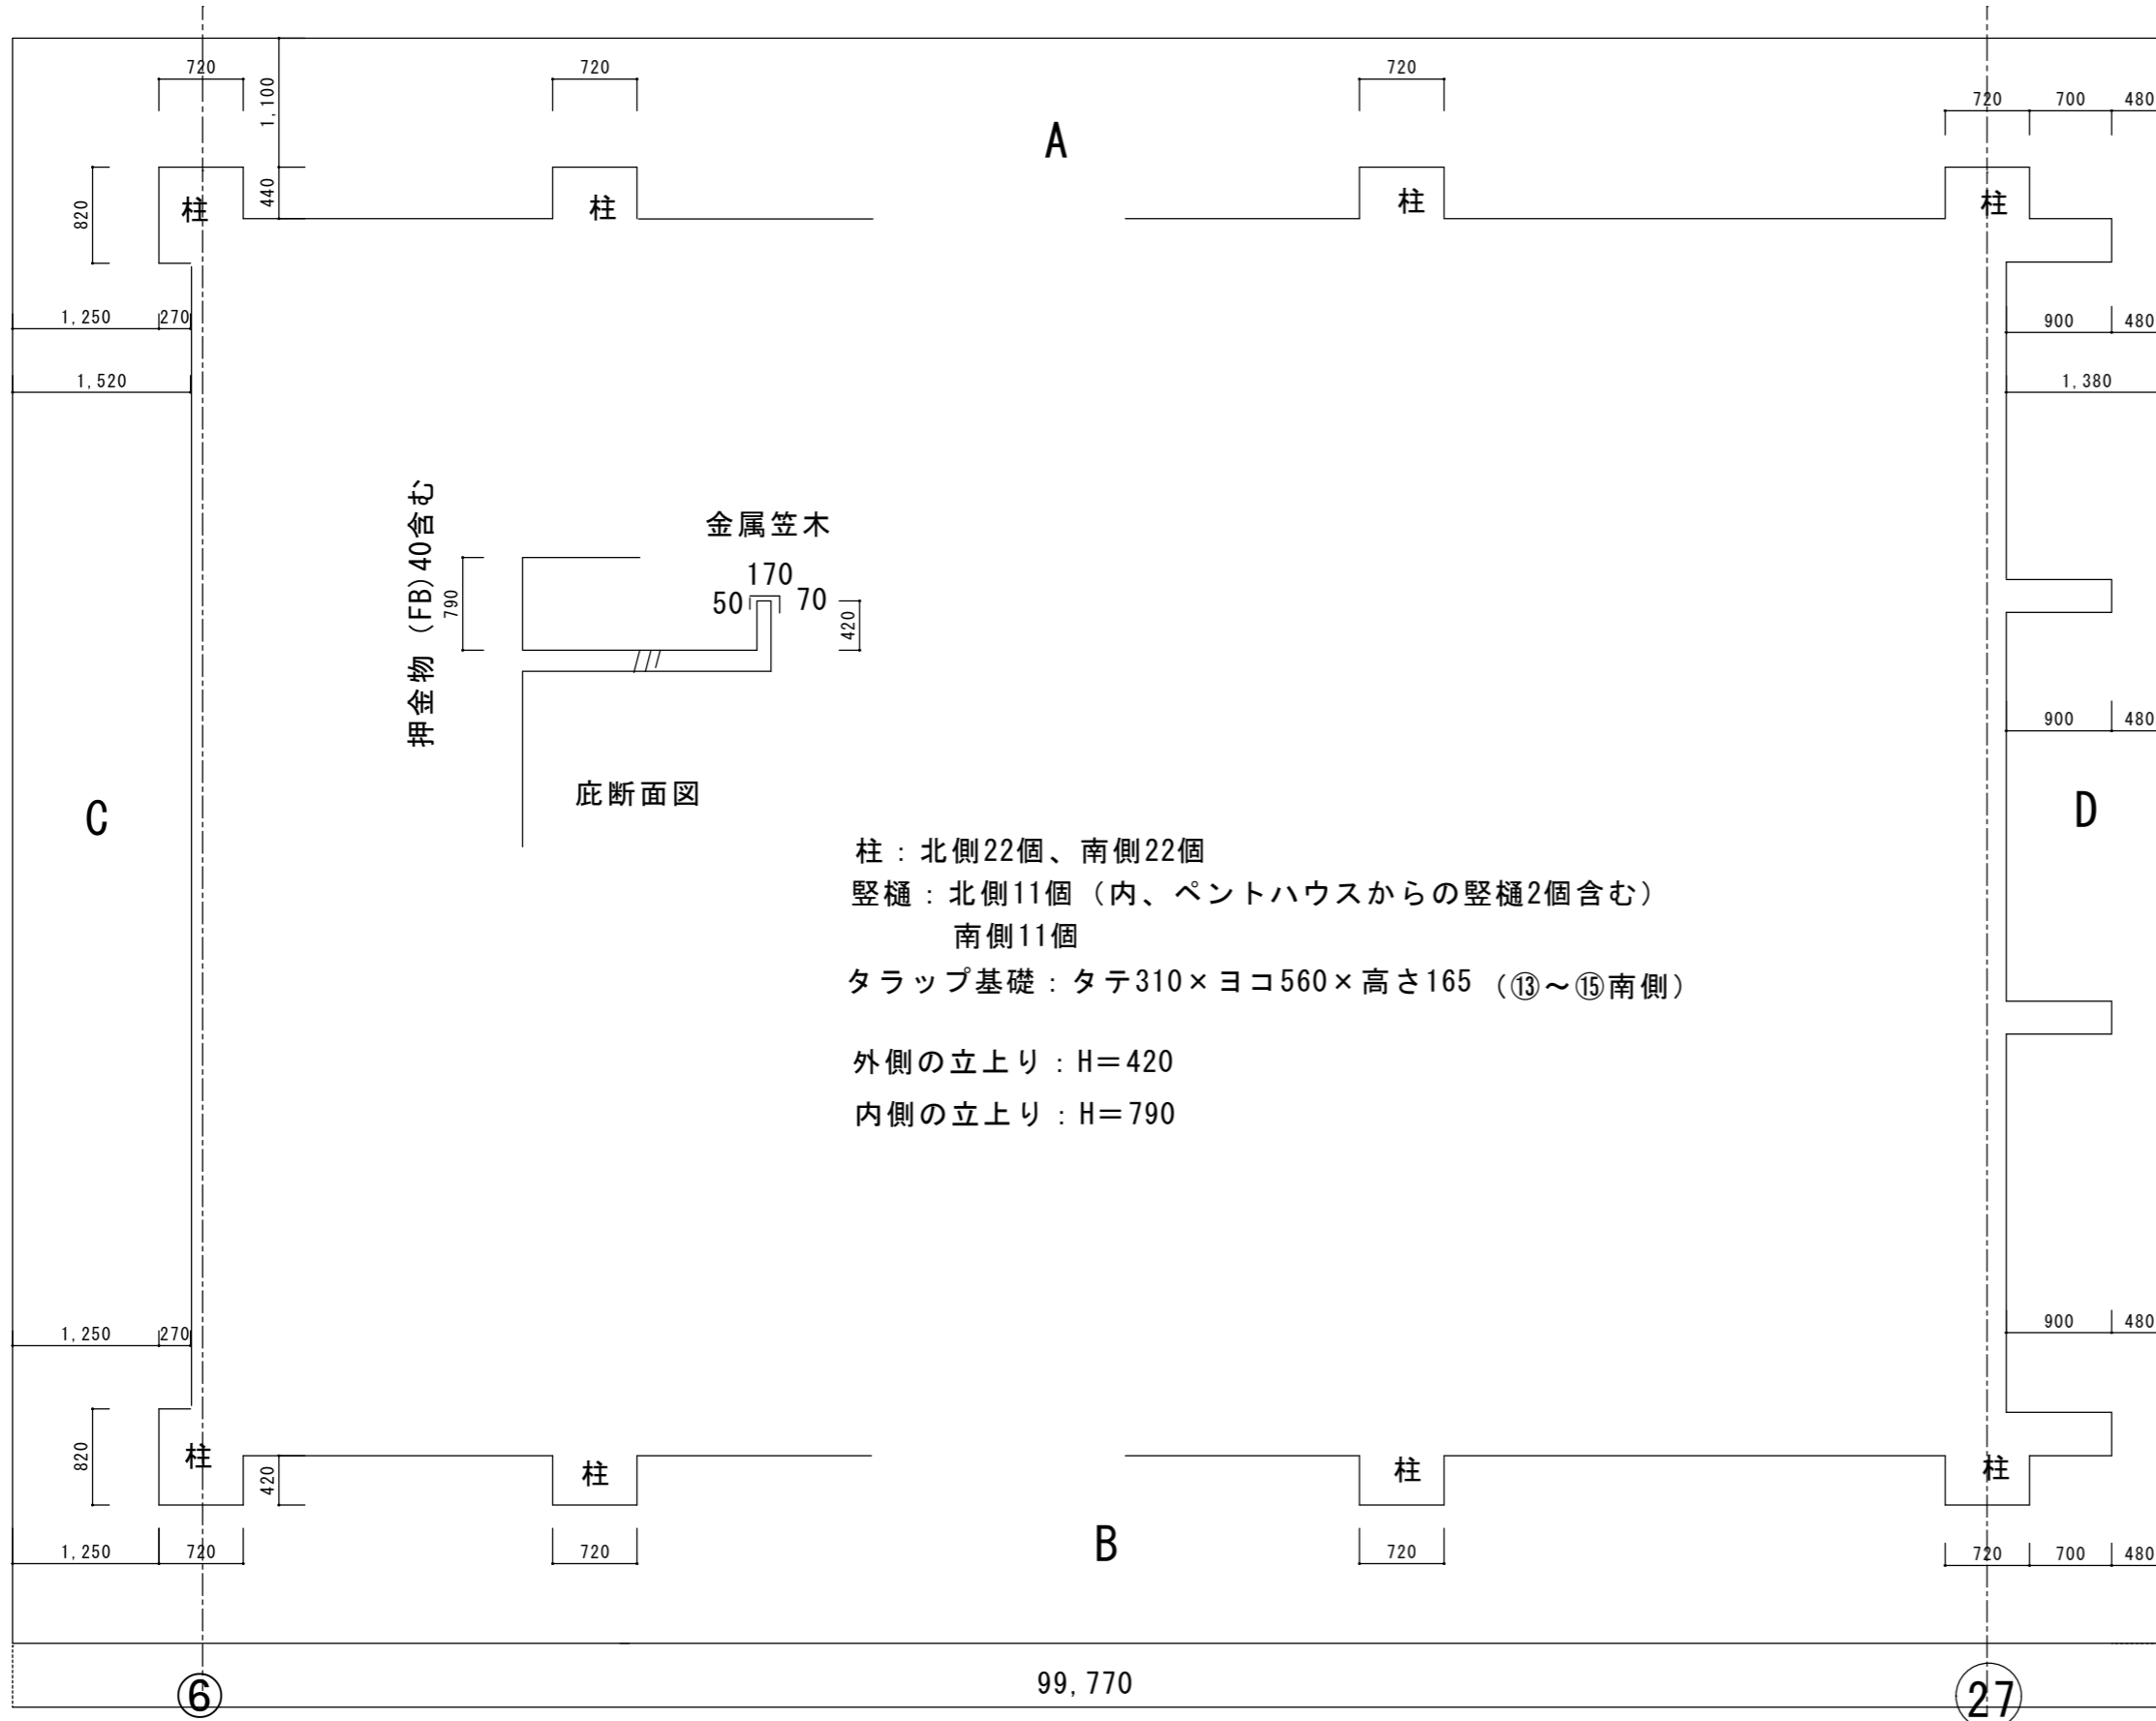 720
720
720
720 700 480
1,100
A
440
820
柱
柱
柱
柱
1,250 270
900 480
1,520
1,380
押金物 (FB)40含む
790
金属笠木
170
50
70
420
900 480
庇断面図
C
D
柱：北側22個、南側22個
竪樋：北側11個（内、ペントハウスからの竪樋2個含む）
南側11個
タラップ基礎：タテ310×ヨコ560×高さ165 （⑬～⑮南側）
外側の立上り：H＝420
内側の立上り：H＝790
1,250 270
900 480
820
柱
420
柱
柱
柱
B
1,250 720
720
720
720 700 480
99,770
6
27